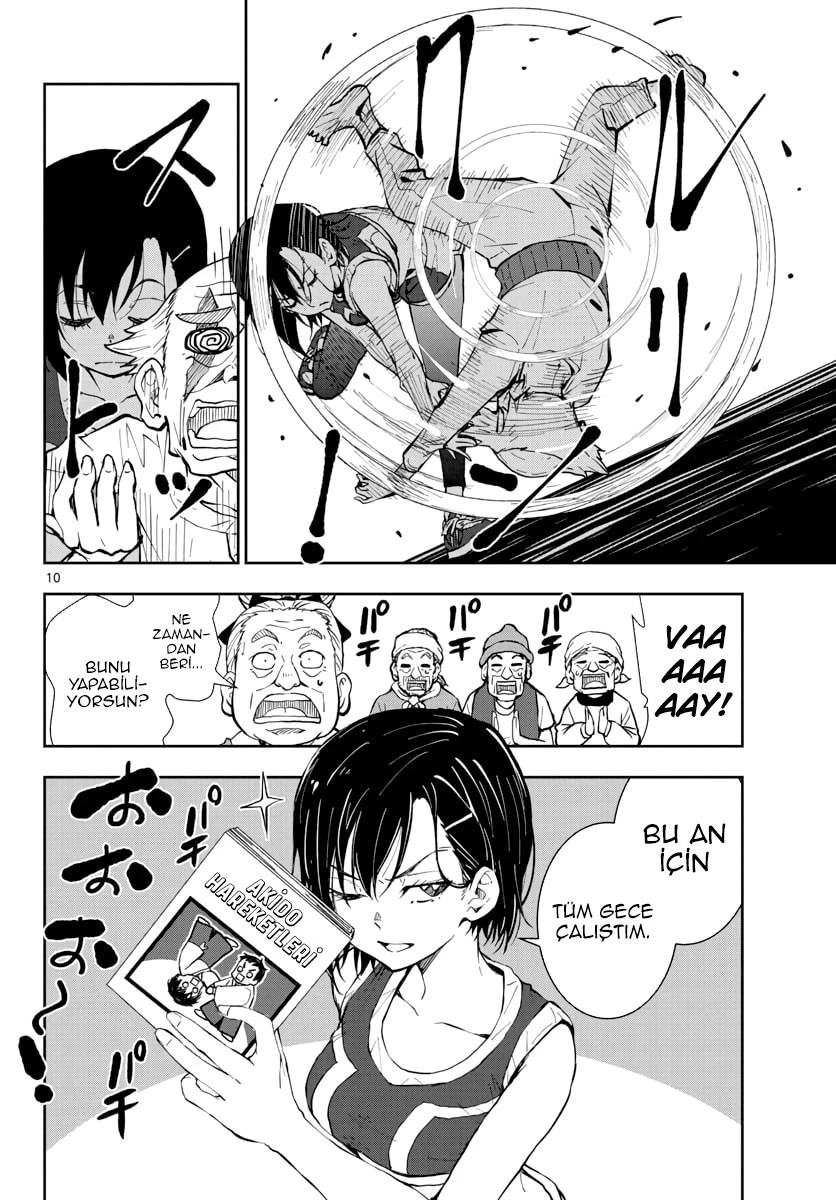 クルン
!!
ストッ
10
VAA
AAA
AAY!
パチ
パチ
パチ
NE
ZAMAN-
DAN
BERİ...
BUNU
YAPABİLİ-
YORSUN?
BU AN
İÇİN
TÜM GECE
ÇALIŞTIM.
AKİDO
HAREKETLERİ
パチ
おおお〜!
パチ